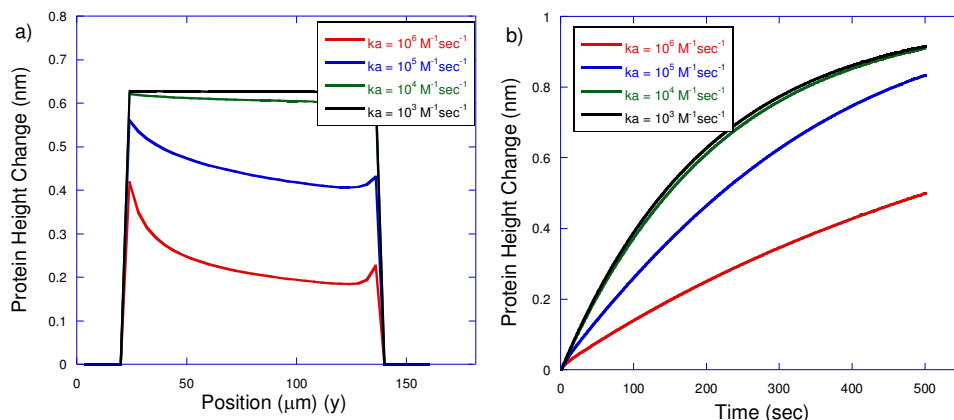 a)
Protein Height Change (nm)
0.8
0.7
0.6
0.5
0.4
0.3
0.2
0.1
0
ka = 10⁶ M⁻¹sec⁻¹
ka = 10⁵ M⁻¹sec⁻¹
ka = 10⁴ M⁻¹sec⁻¹
ka = 10³ M⁻¹sec⁻¹
0 50 100 150
Position (μm) (y)
b)
Protein Height Change (nm)
1
0.8
0.6
0.4
0.2
0
ka = 10⁶ M⁻¹sec⁻¹
ka = 10⁵ M⁻¹sec⁻¹
ka = 10⁴ M⁻¹sec⁻¹
ka = 10³ M⁻¹sec⁻¹
0 100 200 300 400 500
Time (sec)